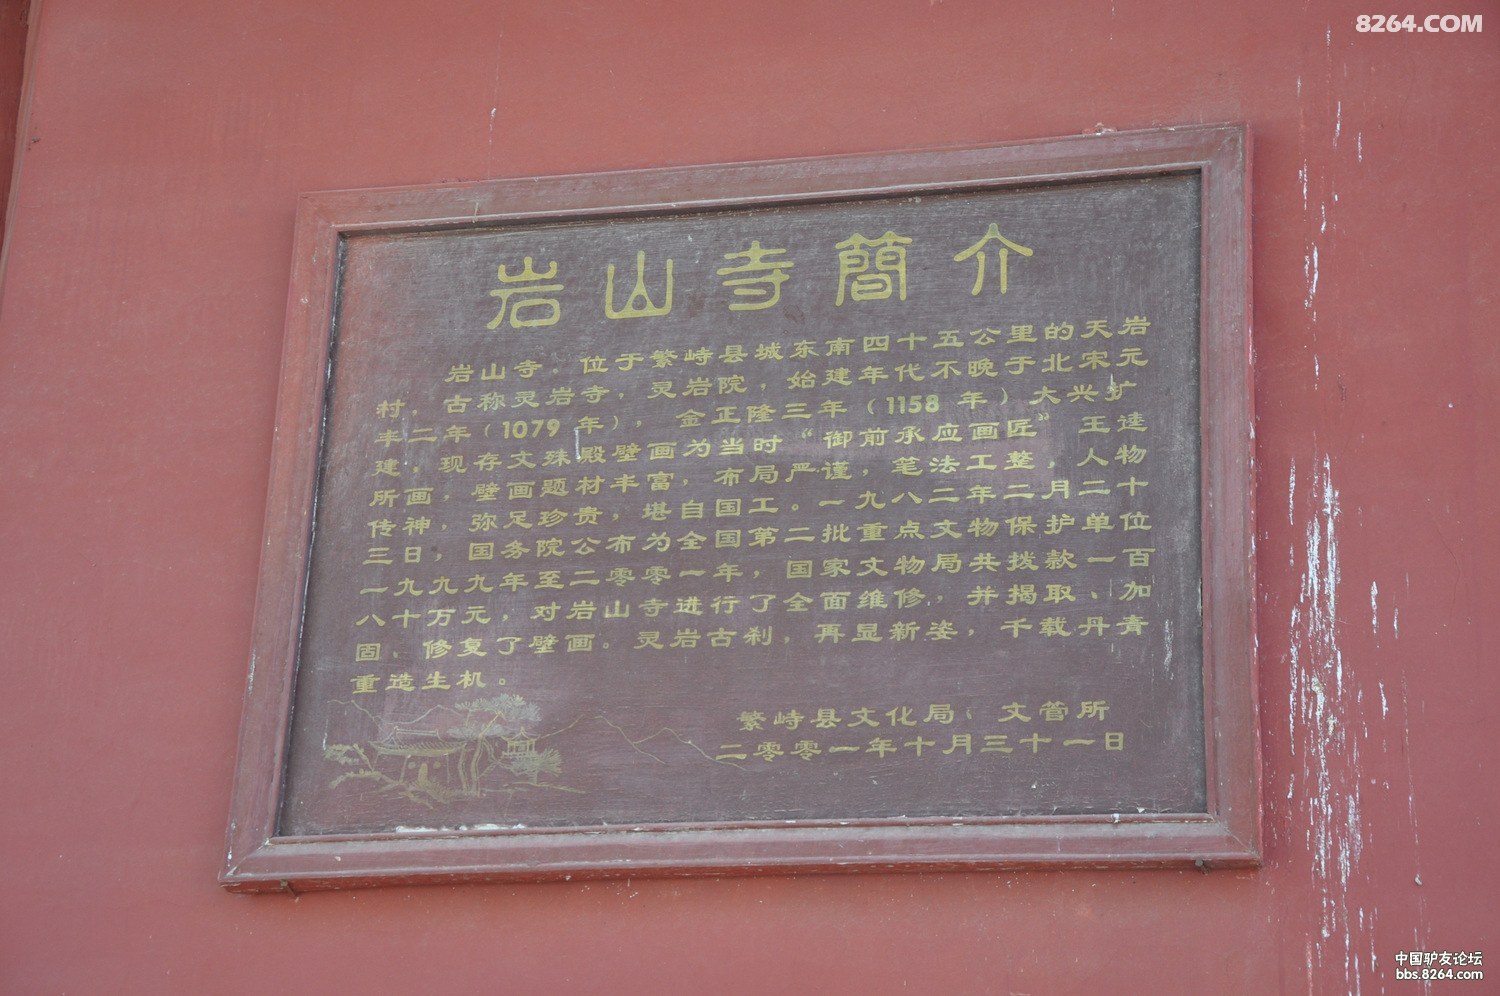 8264.COM
岩山寺簡介
岩山寺。位于繁峙县城东南四十五公里的天岩
村，古称灵岩寺，灵岩院，始建年代不晚于北宋元
丰二年（1079 年），金正隆三年（1158 年）大兴扩
建，现存文殊殿壁画为当时“御前承应画匠”王逵
所画，壁画题材丰富，布局严谨，笔法工整，人物
传神，弥足珍贵，堪自国工。一九八二年二月二十
三日，国务院公布为全国第二批重点文物保护单位
一九九九年至二零零一年，国家文物局共拨款一百
八十万元，对岩山寺进行了全面维修，并揭取、加
固、修复了壁画。灵岩古刹，再显新姿，千载丹青
重造生机。
繁峙县文化局、文管所
二零零一年十月三十一日
中国驴友论坛
bbs.8264.com